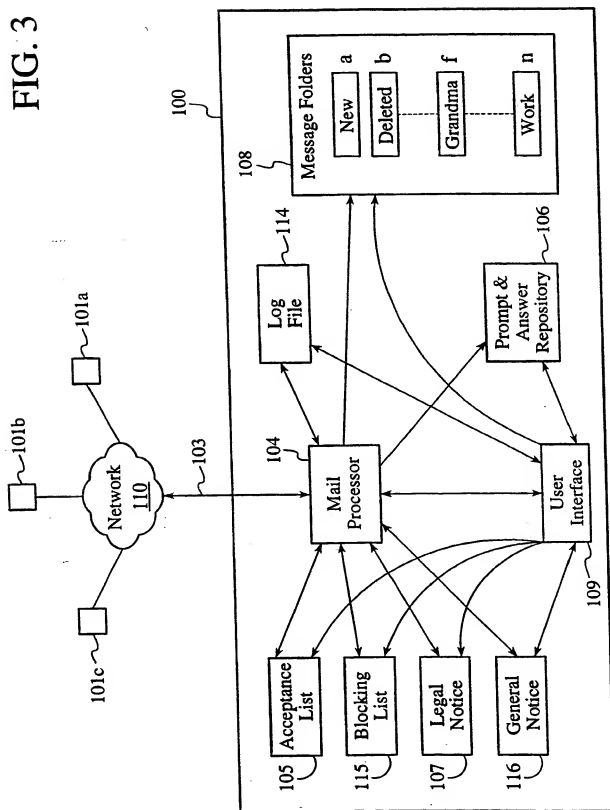 FIG. 3
101b
101a
101c
Network
110
103
100
104
Mail
Processor
114
Log
File
108
Message Folders
New
a
Deleted
b
Grandma
f
Work
n
Acceptance
List
105
Blocking
List
115
Legal
Notice
107
General
Notice
116
User
Interface
109
Prompt &
Answer
Repository
106